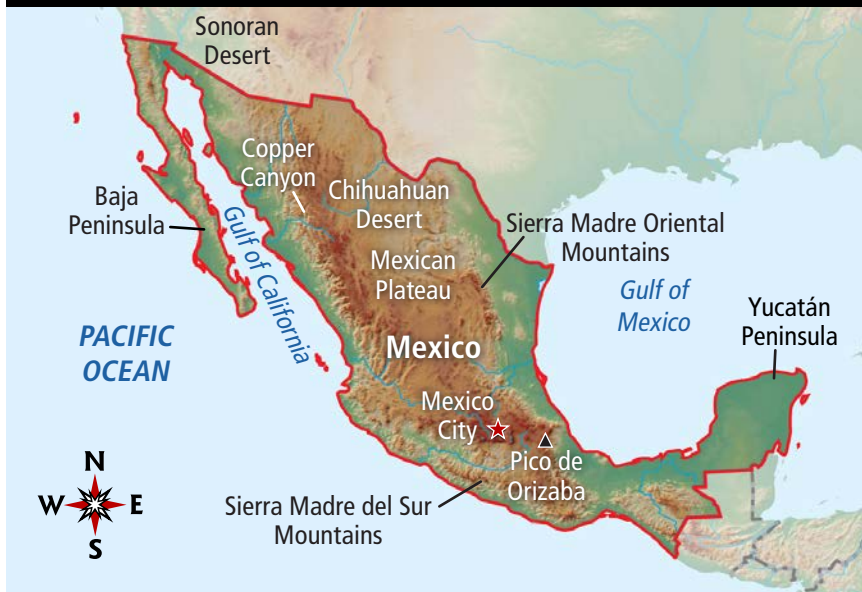 Sonoran
Desert
Copper
Canyon
Chihuahuan
Desert
Baja
Peninsula
Gulf of California
Sierra Madre Oriental
Mountains
Mexican
Plateau
Gulf of
Mexico
Yucatán
Peninsula
PACIFIC
OCEAN
Mexico
Mexico
City
Pico de
Orizaba
Sierra Madre del Sur
Mountains
N
W E
S